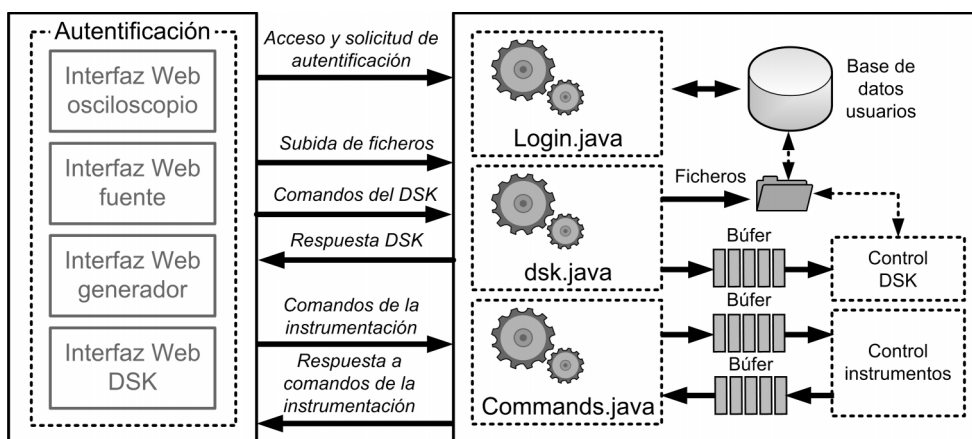 Autentificación
Interfaz Web
osciloscopio
Interfaz Web
fuente
Interfaz Web
generador
Interfaz Web
DSK
Acceso y solicitud de
autentificación
Subida de ficheros
Comandos del DSK
Respuesta DSK
Comandos de la
instrumentación
Respuesta a
comandos de la
instrumentación
Login.java
dsk.java
Commands.java
Base de
datos
usuarios
Ficheros
Búfer
Control
DSK
Búfer
Búfer
Control
instrumentos